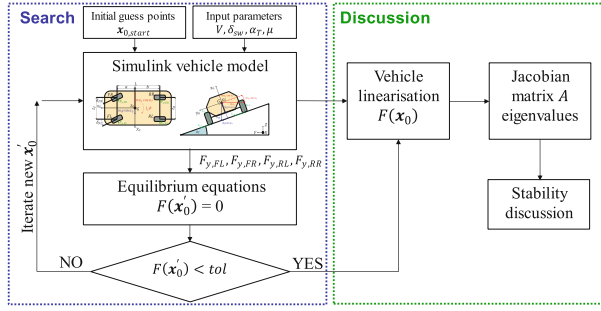 Search
Discussion
Initial guess points
𝒙₀,start
Input parameters
V, δsw, αT, μ
Simulink vehicle model
Fy,FL, Fy,FR, Fy,RL, Fy,RR
Iterate new 𝒙₀′
Equilibrium equations
F(𝒙₀′) = 0
F(𝒙₀′) < tol
NO
YES
Vehicle
linearisation
F(𝒙₀)
Jacobian
matrix A
eigenvalues
Stability
discussion